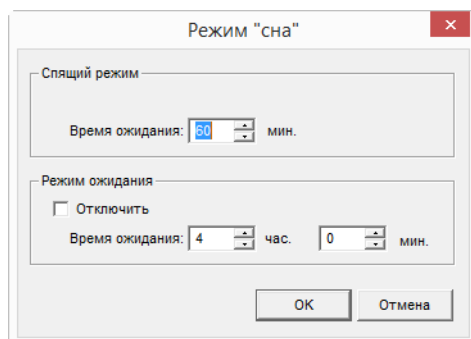 Режим "сна"
Спящий режим
Время ожидания: 60 мин.
Режим ожидания
Отключить
Время ожидания: 4 час. 0 мин.
OK Отмена